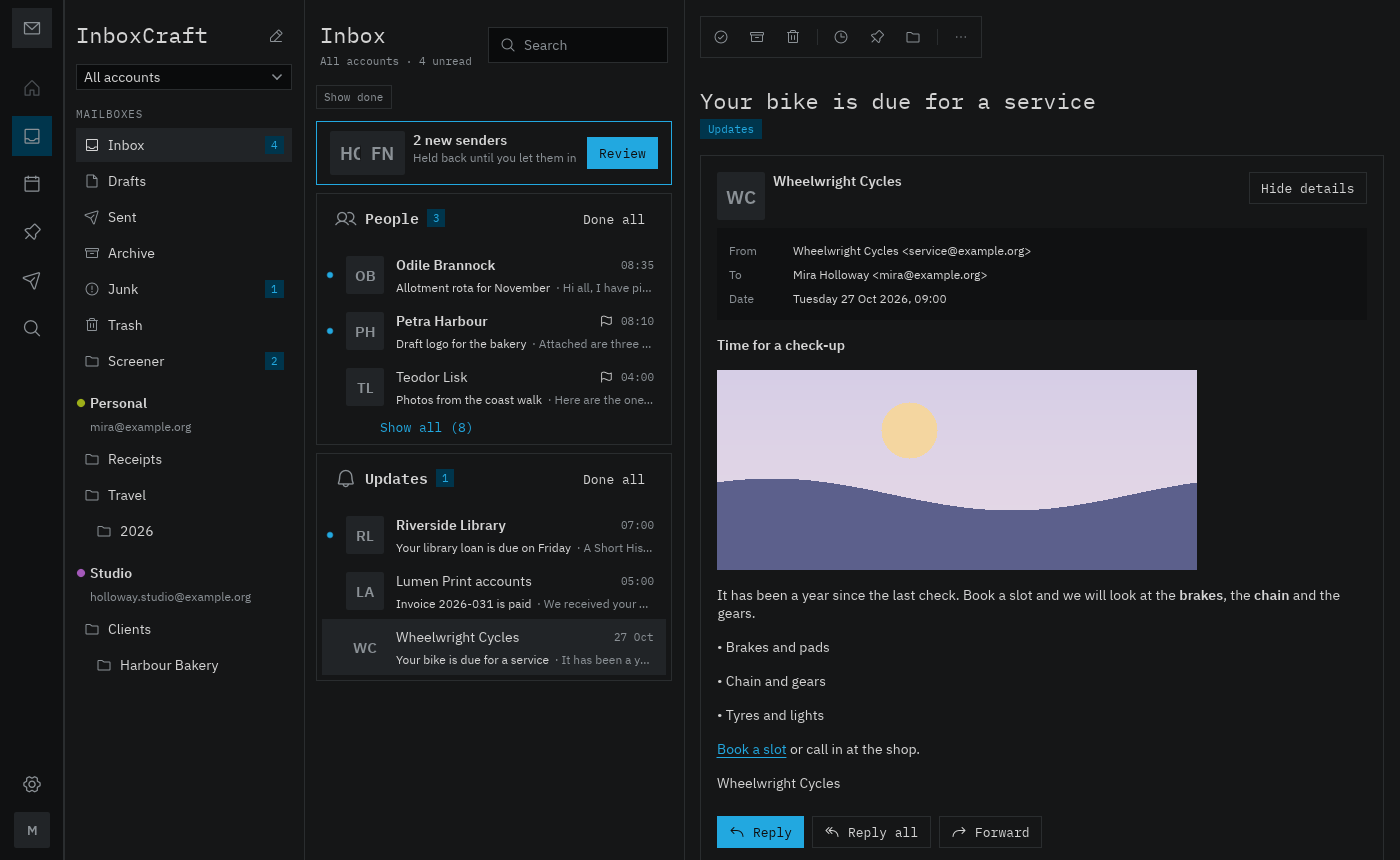 InboxCraft
All accounts
MAILBOXES
Inbox 4
Drafts
Sent
Archive
Junk 1
Trash
Screener 2
Personal
mira@example.org
Receipts
Travel
2026
Studio
holloway.studio@example.org
Clients
Harbour Bakery
M
Inbox
All accounts · 4 unread
Search
Show done
HC FN
2 new senders
Held back until you let them in
Review
People 3
Done all
OB
Odile Brannock 08:35
Allotment rota for November · Hi all, I have pi…
PH
Petra Harbour 08:10
Draft logo for the bakery · Attached are three …
TL
Teodor Lisk 04:00
Photos from the coast walk · Here are the one…
Show all (8)
Updates 1
Done all
RL
Riverside Library 07:00
Your library loan is due on Friday · A Short His…
LA
Lumen Print accounts 05:00
Invoice 2026-031 is paid · We received your …
WC
Wheelwright Cycles 27 Oct
Your bike is due for a service · It has been a y…
Your bike is due for a service
Updates
WC
Wheelwright Cycles
Hide details
From Wheelwright Cycles <service@example.org>
To Mira Holloway <mira@example.org>
Date Tuesday 27 Oct 2026, 09:00
Time for a check-up
It has been a year since the last check. Book a slot and we will look at the brakes, the chain and the
gears.
• Brakes and pads
• Chain and gears
• Tyres and lights
Book a slot or call in at the shop.
Wheelwright Cycles
Reply
Reply all
Forward